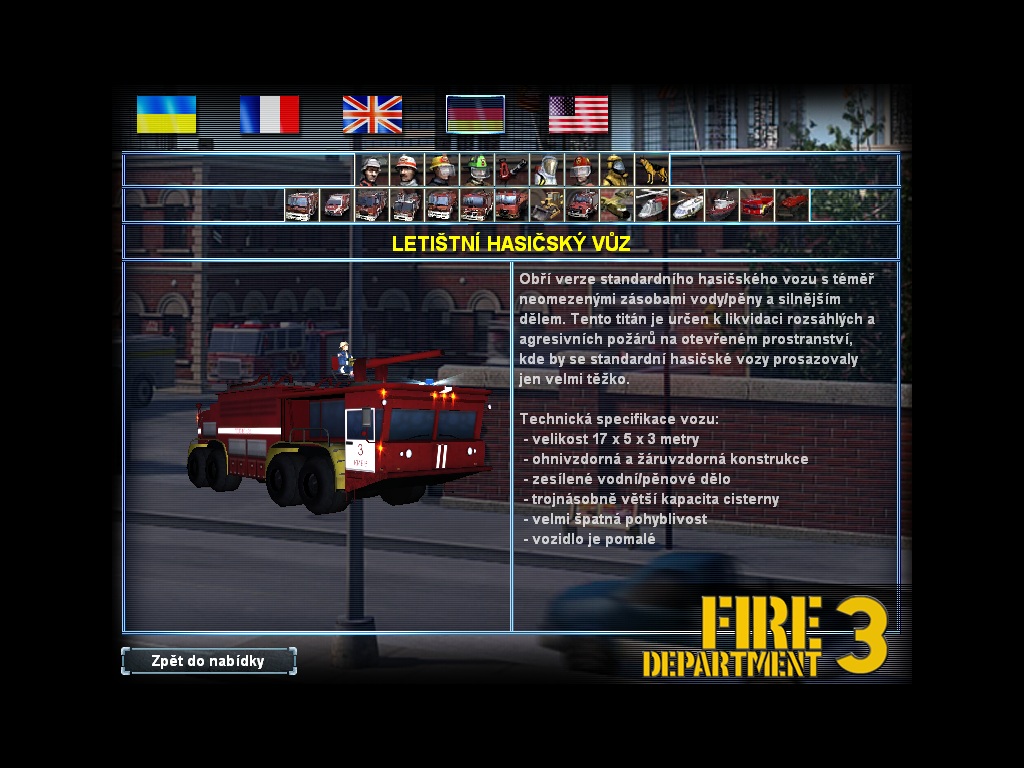 LETIŠTNÍ HASIČSKÝ VŮZ
Obří verze standardního hasičského vozu s téměř
neomezenými zásobami vody/pěny a silnějším
dělem. Tento titán je určen k likvidaci rozsáhlých a
agresivních požárů na otevřeném prostranství,
kde by se standardní hasičské vozy prosazovaly
jen velmi těžko.
Technická specifikace vozu:
- velikost 17 x 5 x 3 metry
- ohnivzdorná a žáruvzdorná konstrukce
- zesílené vodní/pěnové dělo
- trojnásobně větší kapacita cisterny
- velmi špatná pohyblivost
- vozidlo je pomalé
3
Zpět do nabídky
FIRE
DEPARTMENT 3